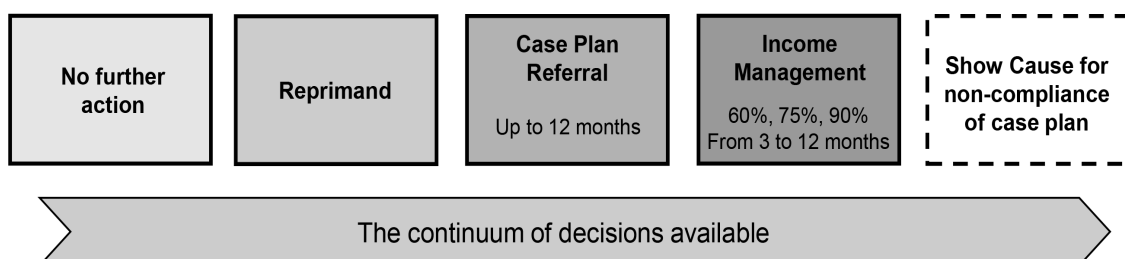 No further
action
Reprimand
Case Plan
Referral
Up to 12 months
Income
Management
60%, 75%, 90%
From 3 to 12 months
Show Cause for
non-compliance
of case plan
The continuum of decisions available